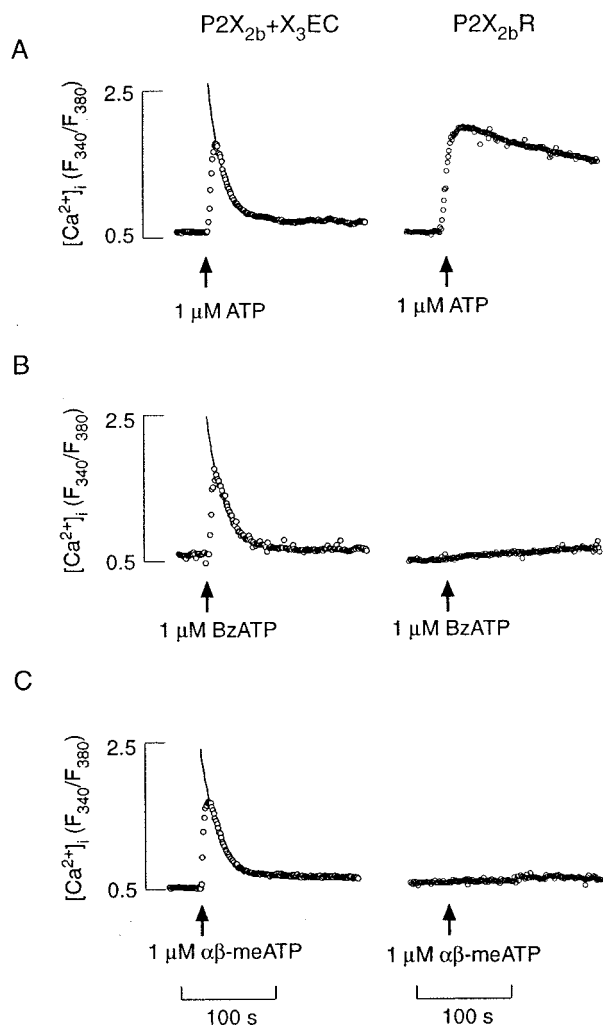 P2X₂b+X₃EC P2X₂bR
A
2.5
[Ca²⁺]i (F₃₄₀/F₃₈₀)
0.5
1 μM ATP 1 μM ATP
B
2.5
[Ca²⁺]i (F₃₄₀/F₃₈₀)
0.5
1 μM BzATP 1 μM BzATP
C
2.5
[Ca²⁺]i (F₃₄₀/F₃₈₀)
0.5
1 μM αβ-meATP 1 μM αβ-meATP
100 s 100 s